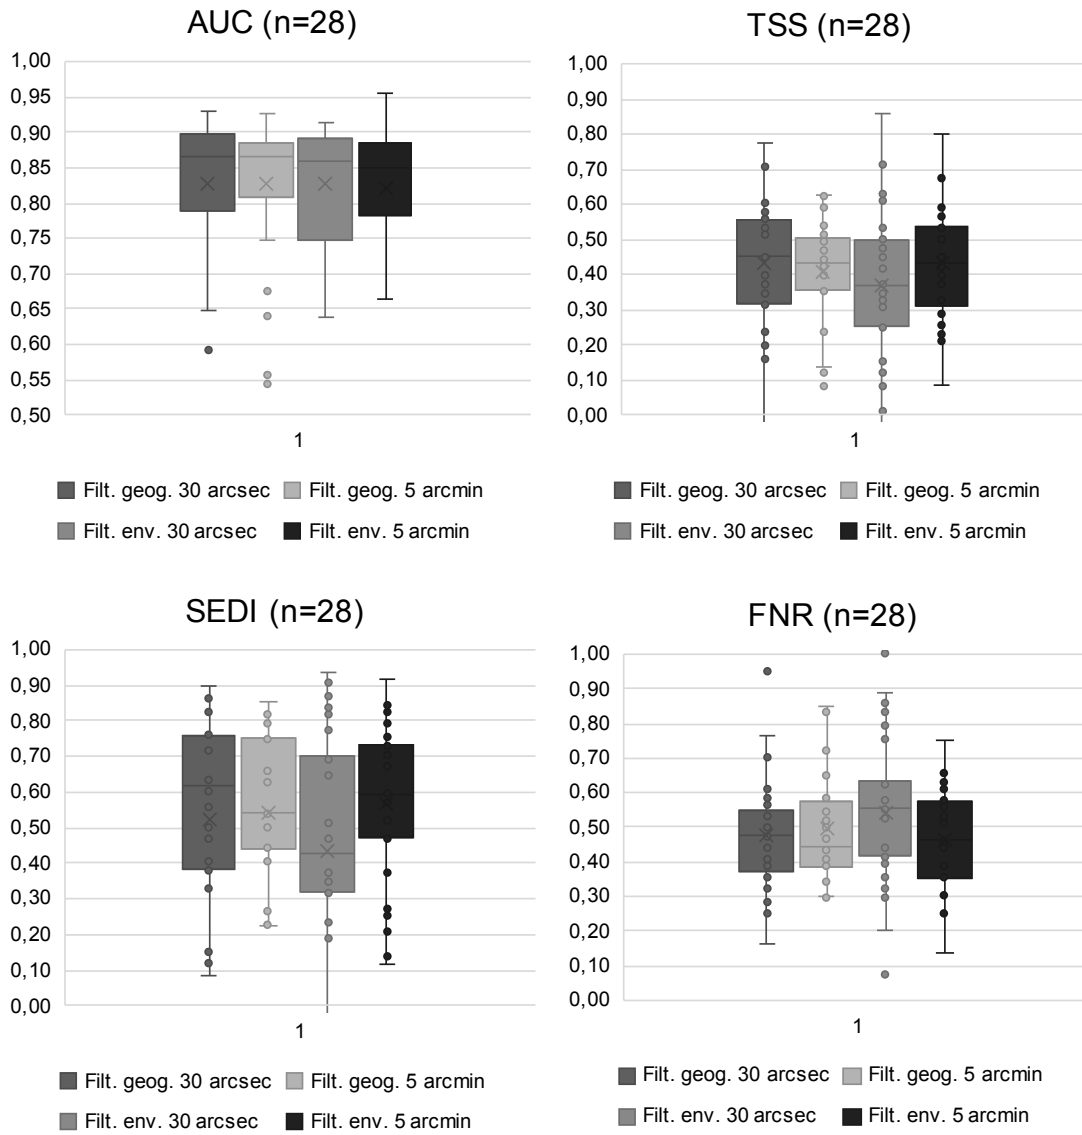 AUC (n=28)
1,00
0,95
0,90
0,85
0,80
0,75
0,70
0,65
0,60
0,55
0,50
1
Filt. geog. 30 arcsec
Filt. geog. 5 arcmin
Filt. env. 30 arcsec
Filt. env. 5 arcmin
TSS (n=28)
1,00
0,90
0,80
0,70
0,60
0,50
0,40
0,30
0,20
0,10
0,00
1
Filt. geog. 30 arcsec
Filt. geog. 5 arcmin
Filt. env. 30 arcsec
Filt. env. 5 arcmin
SEDI (n=28)
1,00
0,90
0,80
0,70
0,60
0,50
0,40
0,30
0,20
0,10
0,00
1
Filt. geog. 30 arcsec
Filt. geog. 5 arcmin
Filt. env. 30 arcsec
Filt. env. 5 arcmin
FNR (n=28)
1,00
0,90
0,80
0,70
0,60
0,50
0,40
0,30
0,20
0,10
0,00
1
Filt. geog. 30 arcsec
Filt. geog. 5 arcmin
Filt. env. 30 arcsec
Filt. env. 5 arcmin